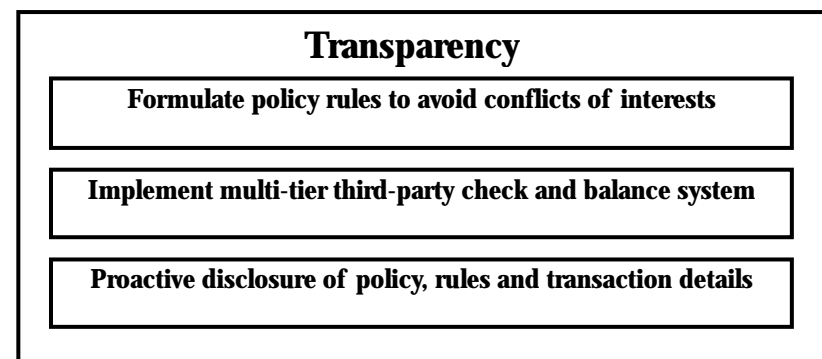 Transparency
Formulate policy rules to avoid conflicts of interests
Implement multi-tier third-party check and balance system
Proactive disclosure of policy, rules and transaction details